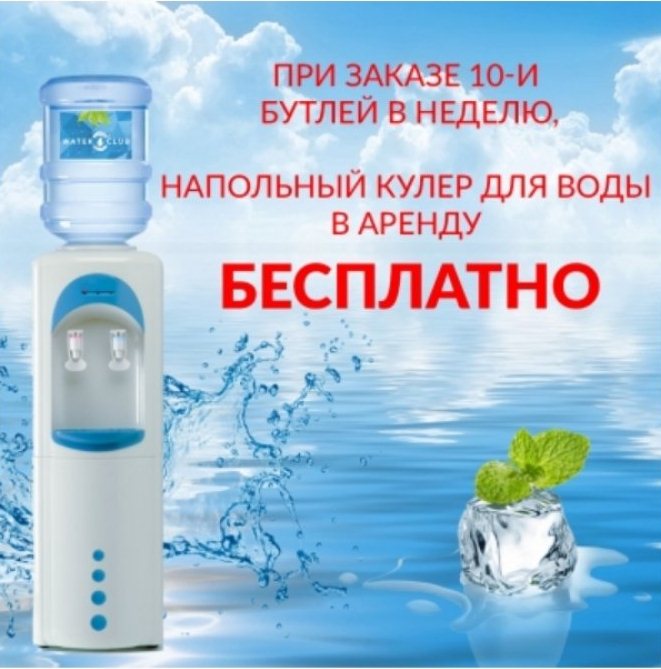 ПРИ ЗАКАЗЕ 10-И
БУТЛЕЙ В НЕДЕЛЮ,
НАПОЛЬНЫЙ КУЛЕР ДЛЯ ВОДЫ
В АРЕНДУ
БЕСПЛАТНО
WATER CLUB